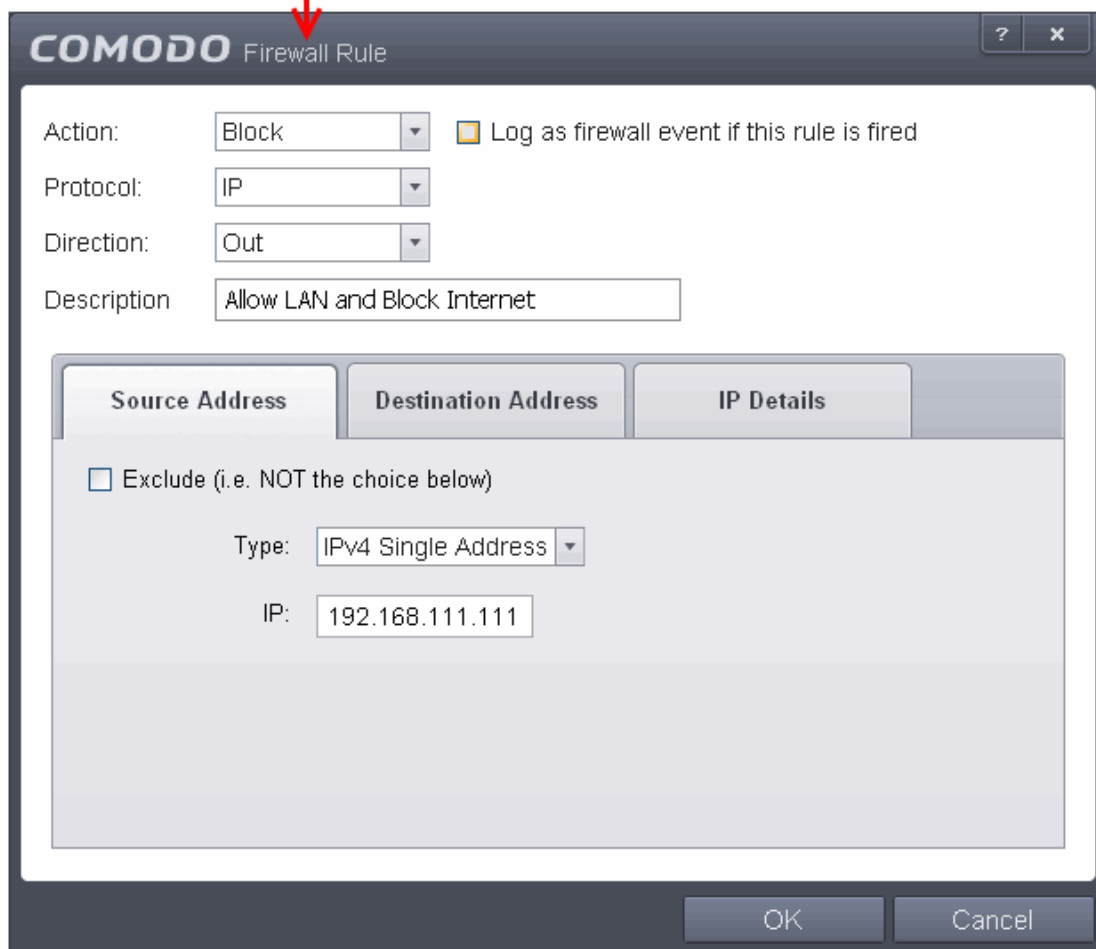 COMODO Firewall Rule ? x
Action: Block Log as firewall event if this rule is fired
Protocol: IP
Direction: Out
Description Allow LAN and Block Internet
Source Address Destination Address IP Details
Exclude (i.e. NOT the choice below)
Type: IPv4 Single Address
IP: 192.168.111.111
OK Cancel